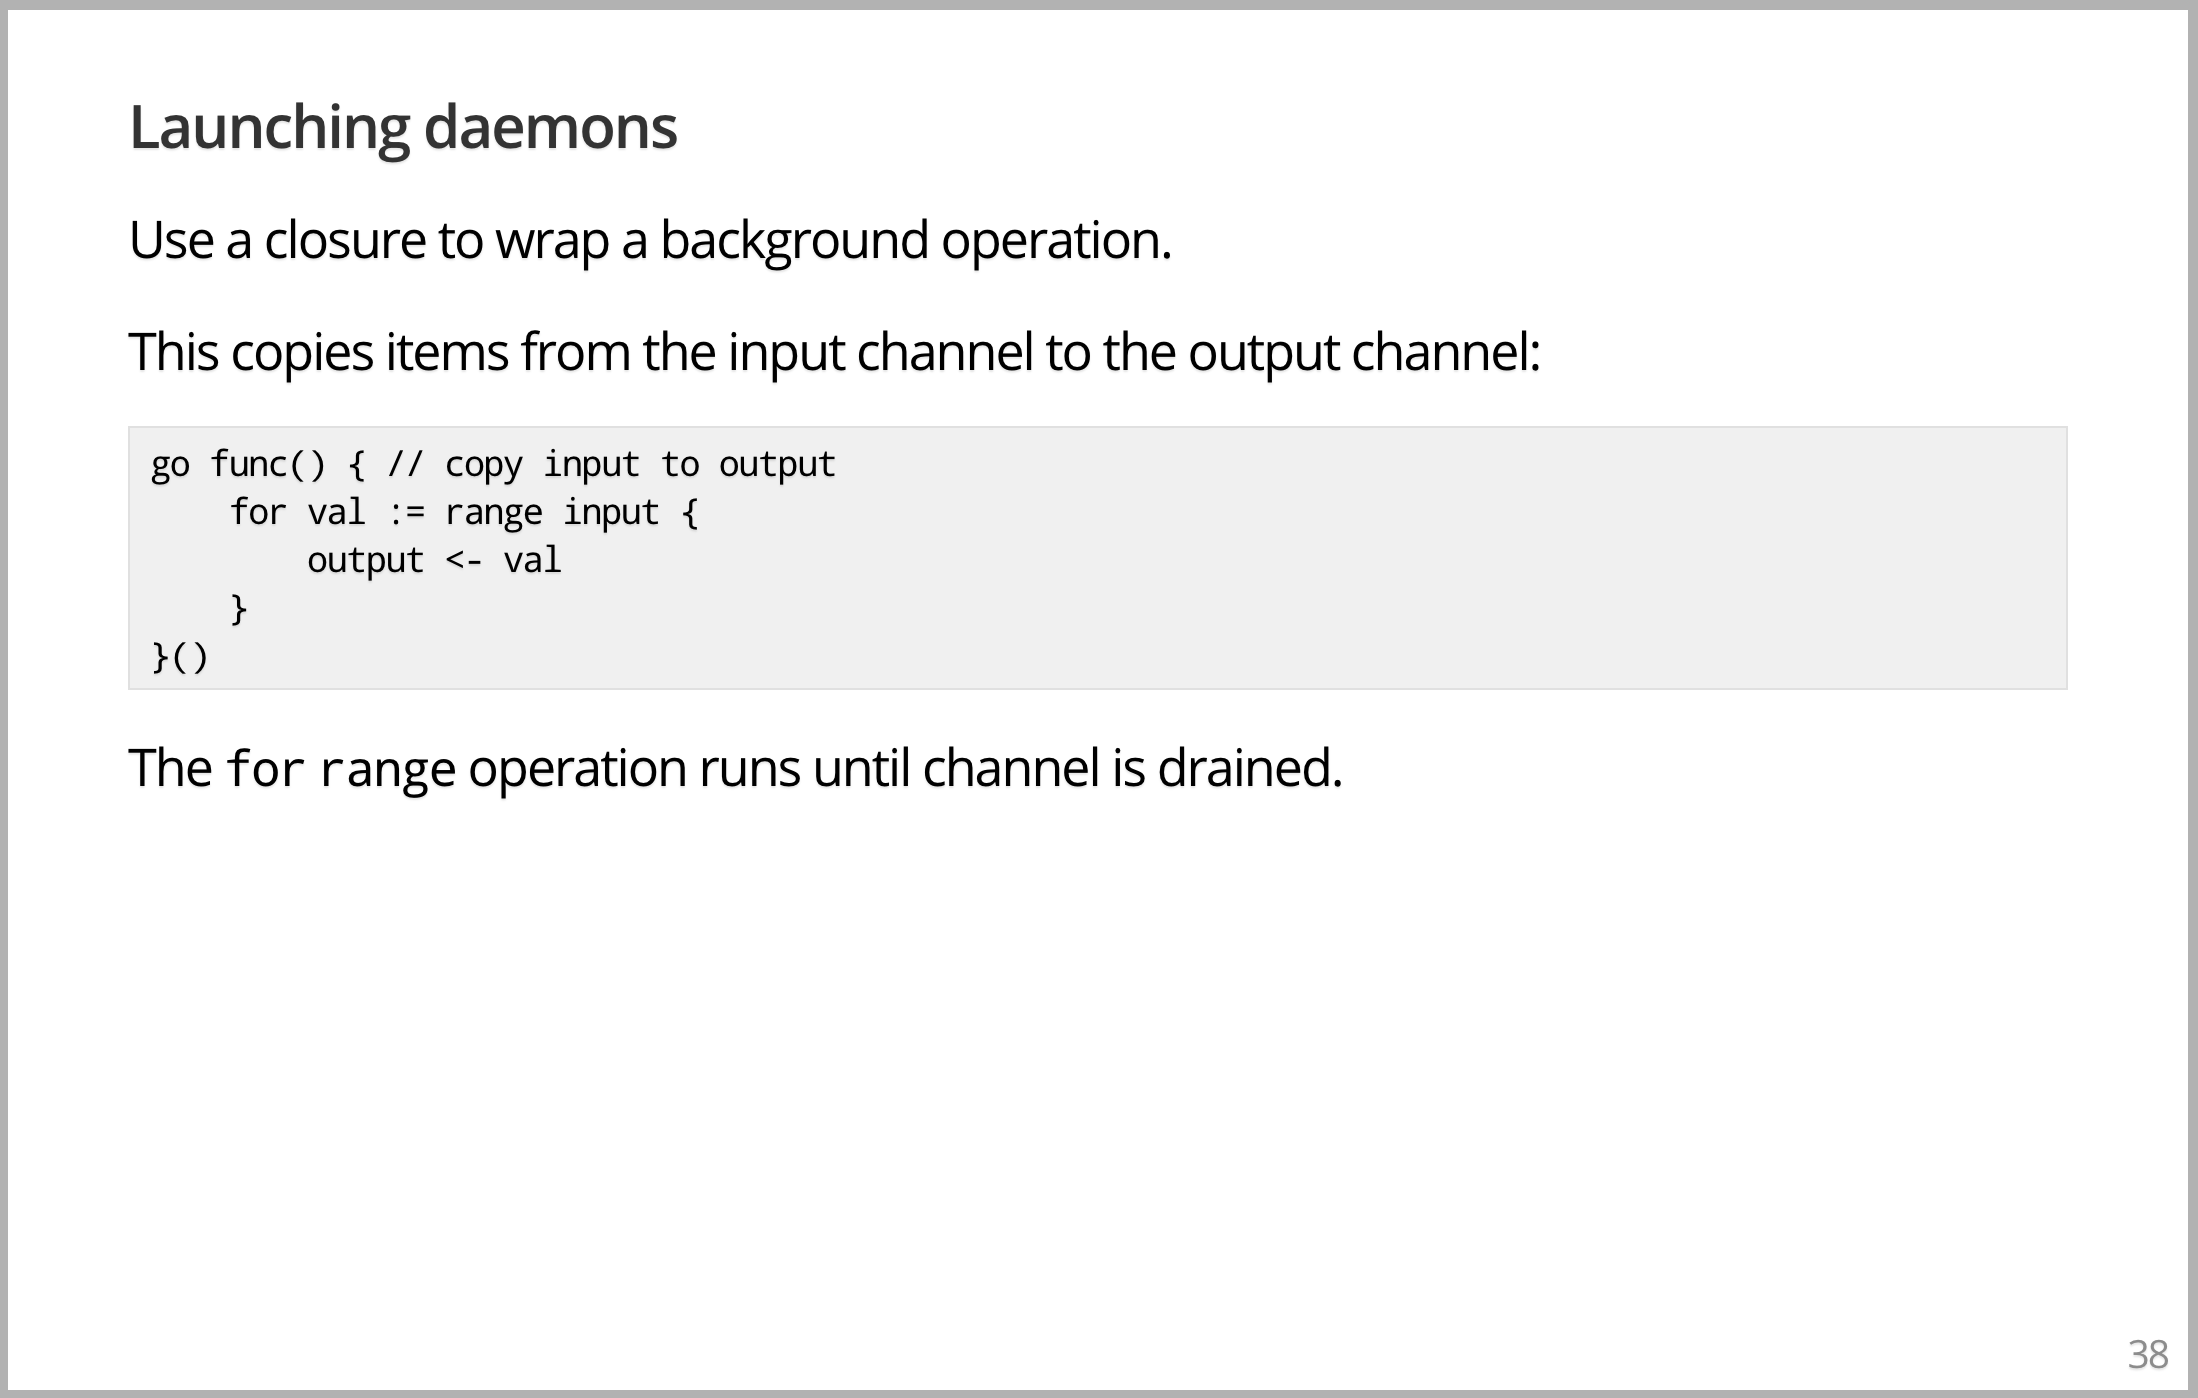 Launching daemons
Use a closure to wrap a background operation.
This copies items from the input channel to the output channel:
go func() { // copy input to output
    for val := range input {
        output <- val
    }
}()
The for range operation runs until channel is drained.
38